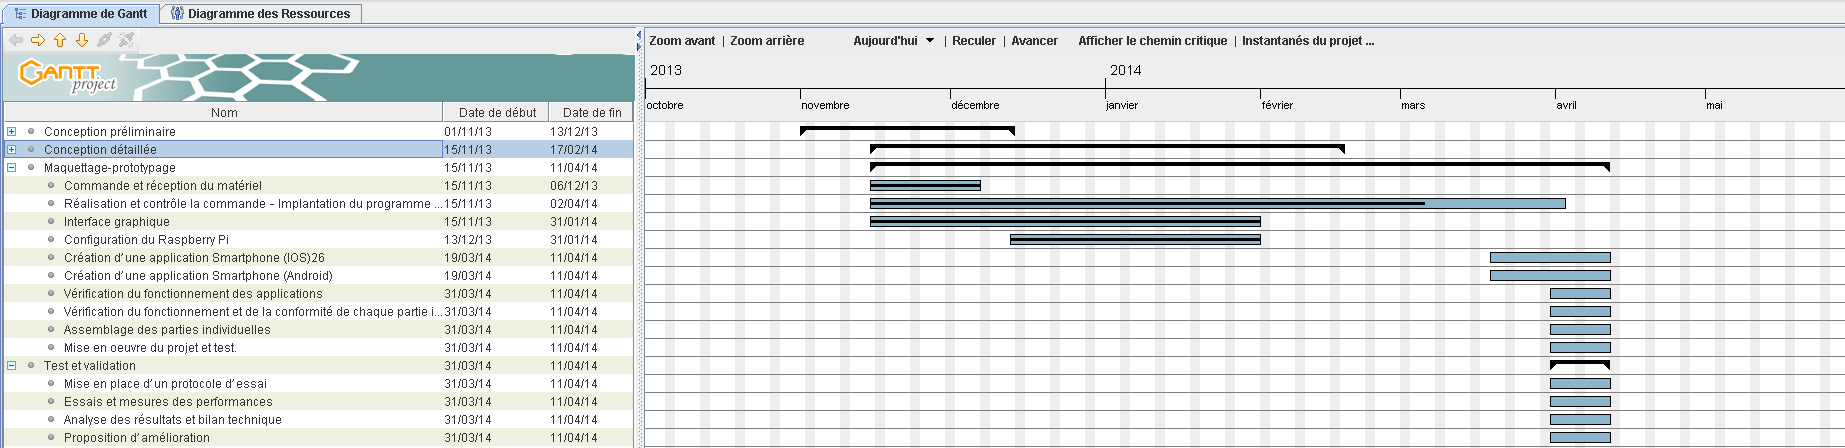 Diagramme de Gantt Diagramme des Ressources
Zoom avant | Zoom arrière Aujourd'hui | Reculer | Avancer Afficher le chemin critique | Instantanés du projet ...
GANTT project
2013 2014
octobre novembre décembre janvier février mars avril mai
Nom Date de début Date de fin
Conception préliminaire 01/11/13 13/12/13
Conception détaillée 15/11/13 17/02/14
Maquettage-prototypage 15/11/13 11/04/14
Commande et réception du matériel 15/11/13 06/12/13
Réalisation et contrôle la commande - Implantation du programme ... 15/11/13 02/04/14
Interface graphique 15/11/13 31/01/14
Configuration du Raspberry Pi 13/12/13 31/01/14
Création d'une application Smartphone (IOS)26 19/03/14 11/04/14
Création d'une application Smartphone (Android) 19/03/14 11/04/14
Vérification du fonctionnement des applications 31/03/14 11/04/14
Vérification du fonctionnement et de la conformité de chaque partie i... 31/03/14 11/04/14
Assemblage des parties individuelles 31/03/14 11/04/14
Mise en oeuvre du projet et test. 31/03/14 11/04/14
Test et validation 31/03/14 11/04/14
Mise en place d'un protocole d'essai 31/03/14 11/04/14
Essais et mesures des performances 31/03/14 11/04/14
Analyse des résultats et bilan technique 31/03/14 11/04/14
Proposition d'amélioration 31/03/14 11/04/14